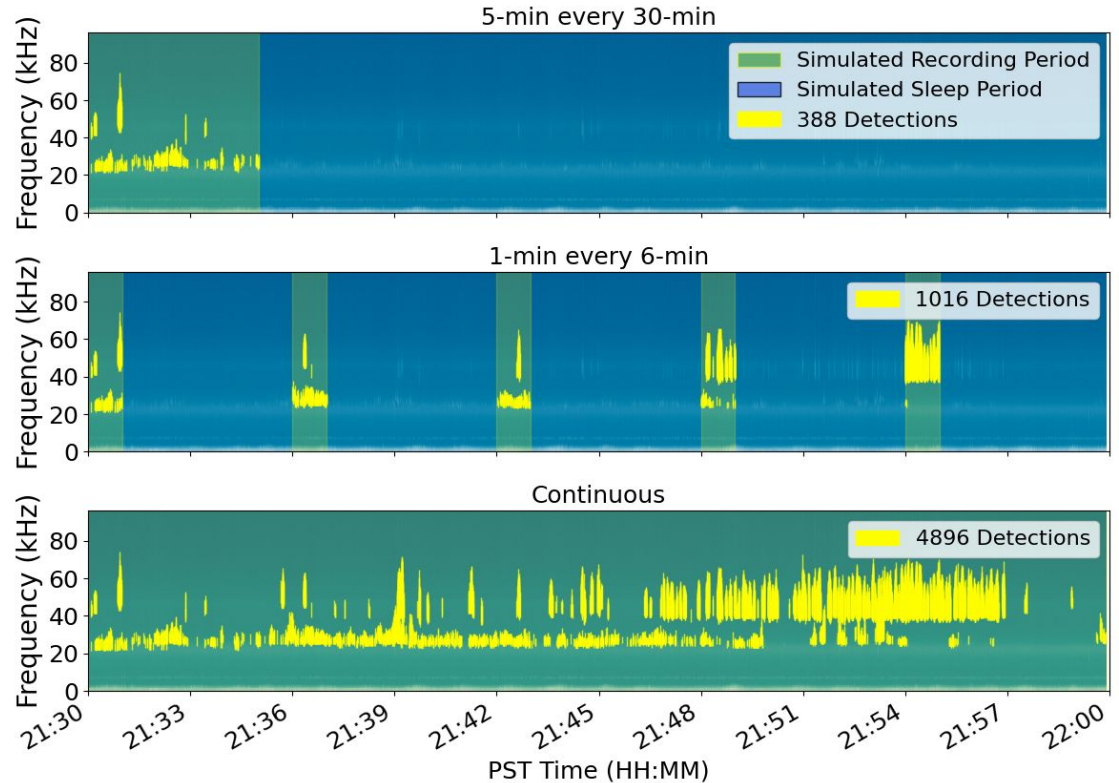 5-min every 30-min
Frequency (kHz)
80
60
40
20
0
Simulated Recording Period
Simulated Sleep Period
388 Detections
1-min every 6-min
Frequency (kHz)
80
60
40
20
0
1016 Detections
Continuous
Frequency (kHz)
80
60
40
20
0
4896 Detections
21:30 21:33 21:36 21:39 21:42 21:45 21:48 21:51 21:54 21:57 22:00
PST Time (HH:MM)